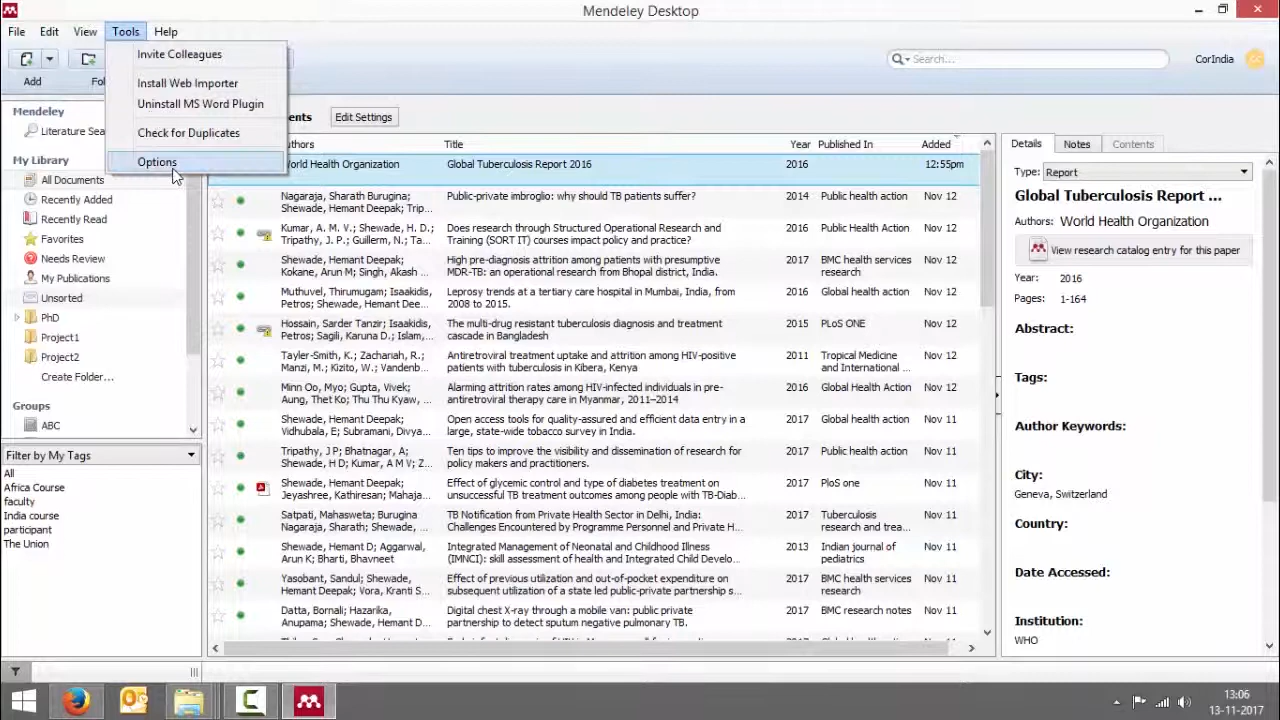 Mendeley Desktop
File Edit View Tools Help
Invite Colleagues
Install Web Importer
Uninstall MS Word Plugin
Check for Duplicates
Options
Add
Search...
CorIndia
Edit Settings
Mendeley
My Library
All Documents
Recently Added
Recently Read
Favorites
Needs Review
My Publications
Unsorted
PhD
Project1
Project2
Create Folder...
Groups
ABC
Filter by My Tags
All
Africa Course
faculty
India course
participant
The Union
Title Year Published In Added
World Health Organization Global Tuberculosis Report 2016 2016 12:55pm
Nagaraja, Sharath Burugina; Public-private imbroglio: why should TB patients suffer? 2014 Public health action Nov 12
Shewade, Hemant Deepak; Trip...
Kumar, A. M. V.; Shewade, H. D.; Does research through Structured Operational Research and 2016 Public Health Action Nov 12
Tripathy, J. P.; Guillerm, N.; Ta... Training (SORT IT) courses impact policy and practice?
Shewade, Hemant Deepak; High pre-diagnosis attrition among patients with presumptive 2017 BMC health services Nov 12
Kokane, Arun M; Singh, Akash ... MDR-TB: an operational research from Bhopal district, India. research
Muthuvel, Thirumugam; Isaakidis, Leprosy trends at a tertiary care hospital in Mumbai, India, from 2016 Global health action Nov 12
Petros; Shewade, Hemant Dee... 2008 to 2015.
Hossain, Sarder Tanzir; Isaakidis, The multi-drug resistant tuberculosis diagnosis and treatment 2015 PLoS ONE Nov 12
Petros; Sagili, Karuna D.; Islam,... cascade in Bangladesh
Tayler-Smith, K.; Zachariah, R.; Antiretroviral treatment uptake and attrition among HIV-positive 2011 Tropical Medicine Nov 12
Manzi, M.; Kizito, W.; Vandenb... patients with tuberculosis in Kibera, Kenya and International ...
Minn Oo, Myo; Gupta, Vivek; Alarming attrition rates among HIV-infected individuals in pre- 2016 Global Health Action Nov 12
Aung, Thet Ko; Thu Thu Kyaw, ... antiretroviral therapy care in Myanmar, 2011–2014
Shewade, Hemant Deepak; Open access tools for quality-assured and efficient data entry in a 2017 Global health action Nov 11
Vidhubala, E; Subramani, Divya... large, state-wide tobacco survey in India.
Tripathy, J P; Bhatnagar, A; Ten tips to improve the visibility and dissemination of research for 2017 Public health action Nov 11
Shewade, H D; Kumar, A M V; Z... policy makers and practitioners.
Shewade, Hemant Deepak; Effect of glycemic control and type of diabetes treatment on 2017 PloS one Nov 11
Jeyashree, Kathiresan; Mahaja... unsuccessful TB treatment outcomes among people with TB-Diab...
Satpati, Mahasweta; Burugina TB Notification from Private Health Sector in Delhi, India: 2017 Tuberculosis Nov 11
Nagaraja, Sharath; Shewade, ... Challenges Encountered by Programme Personnel and Private H... research and trea...
Shewade, Hemant D; Aggarwal, Integrated Management of Neonatal and Childhood Illness 2013 Indian journal of Nov 11
Arun K; Bharti, Bhavneet (IMNCI): skill assessment of health and Integrated Child Develo... pediatrics
Yasobant, Sandul; Shewade, Effect of previous utilization and out-of-pocket expenditure on 2017 BMC health services Nov 11
Hemant Deepak; Vora, Kranti S... subsequent utilization of a state led public-private partnership s... research
Datta, Bornali; Hazarika, Digital chest X-ray through a mobile van: public private 2017 BMC research notes Nov 11
Anupama; Shewade, Hemant D... partnership to detect sputum negative pulmonary TB.
Details Notes Contents
Type: Report
Global Tuberculosis Report ...
Authors: World Health Organization
View research catalog entry for this paper
Year: 2016
Pages: 1-164
Abstract:
Tags:
Author Keywords:
City:
Geneva, Switzerland
Country:
Date Accessed:
Institution:
WHO
13:06
13-11-2017